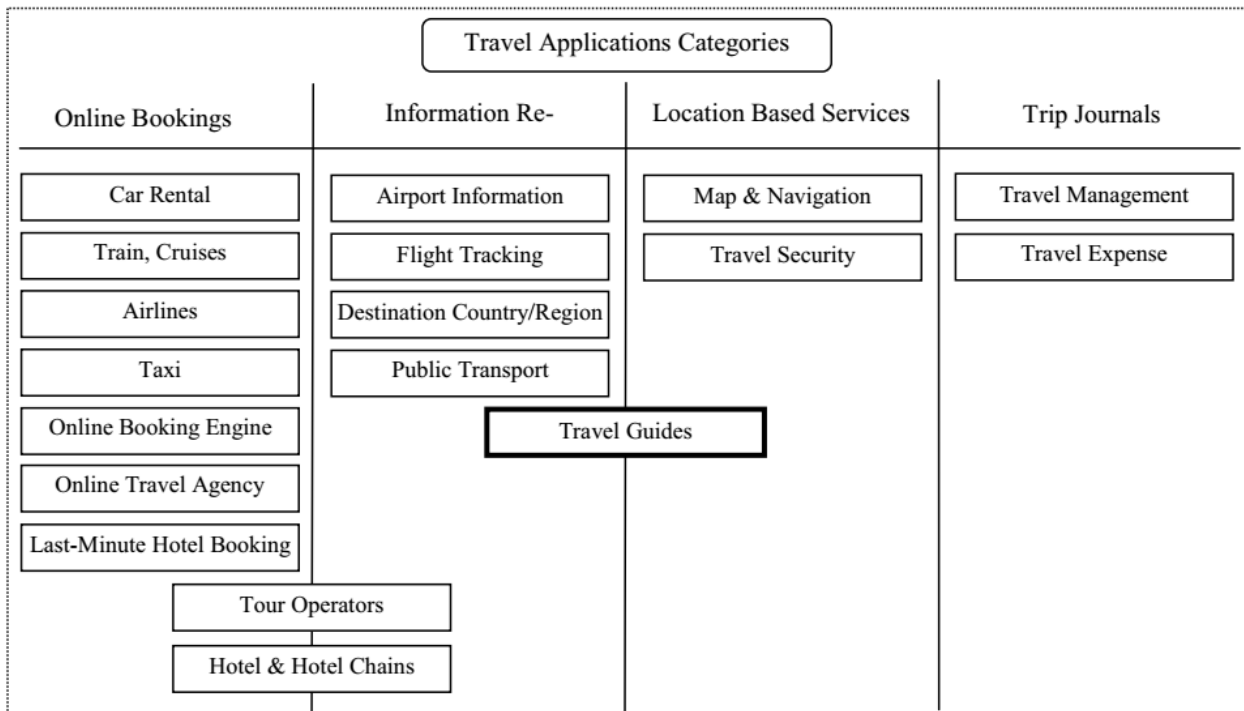 Travel Applications Categories
Online Bookings
Information Re-
Location Based Services
Trip Journals
Car Rental
Airport Information
Map & Navigation
Travel Management
Train, Cruises
Flight Tracking
Travel Security
Travel Expense
Airlines
Destination Country/Region
Taxi
Public Transport
Online Booking Engine
Travel Guides
Online Travel Agency
Last-Minute Hotel Booking
Tour Operators
Hotel & Hotel Chains